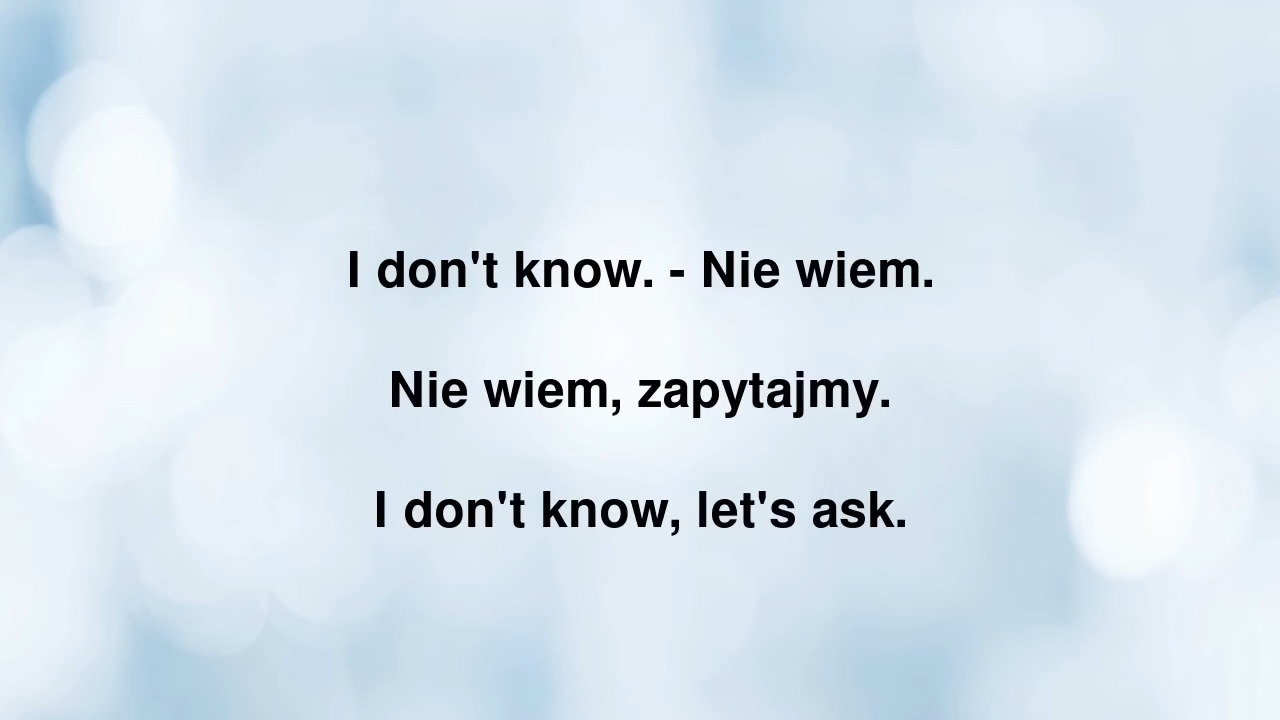 I don't know. - Nie wiem.
Nie wiem, zapytajmy.
I don't know, let's ask.